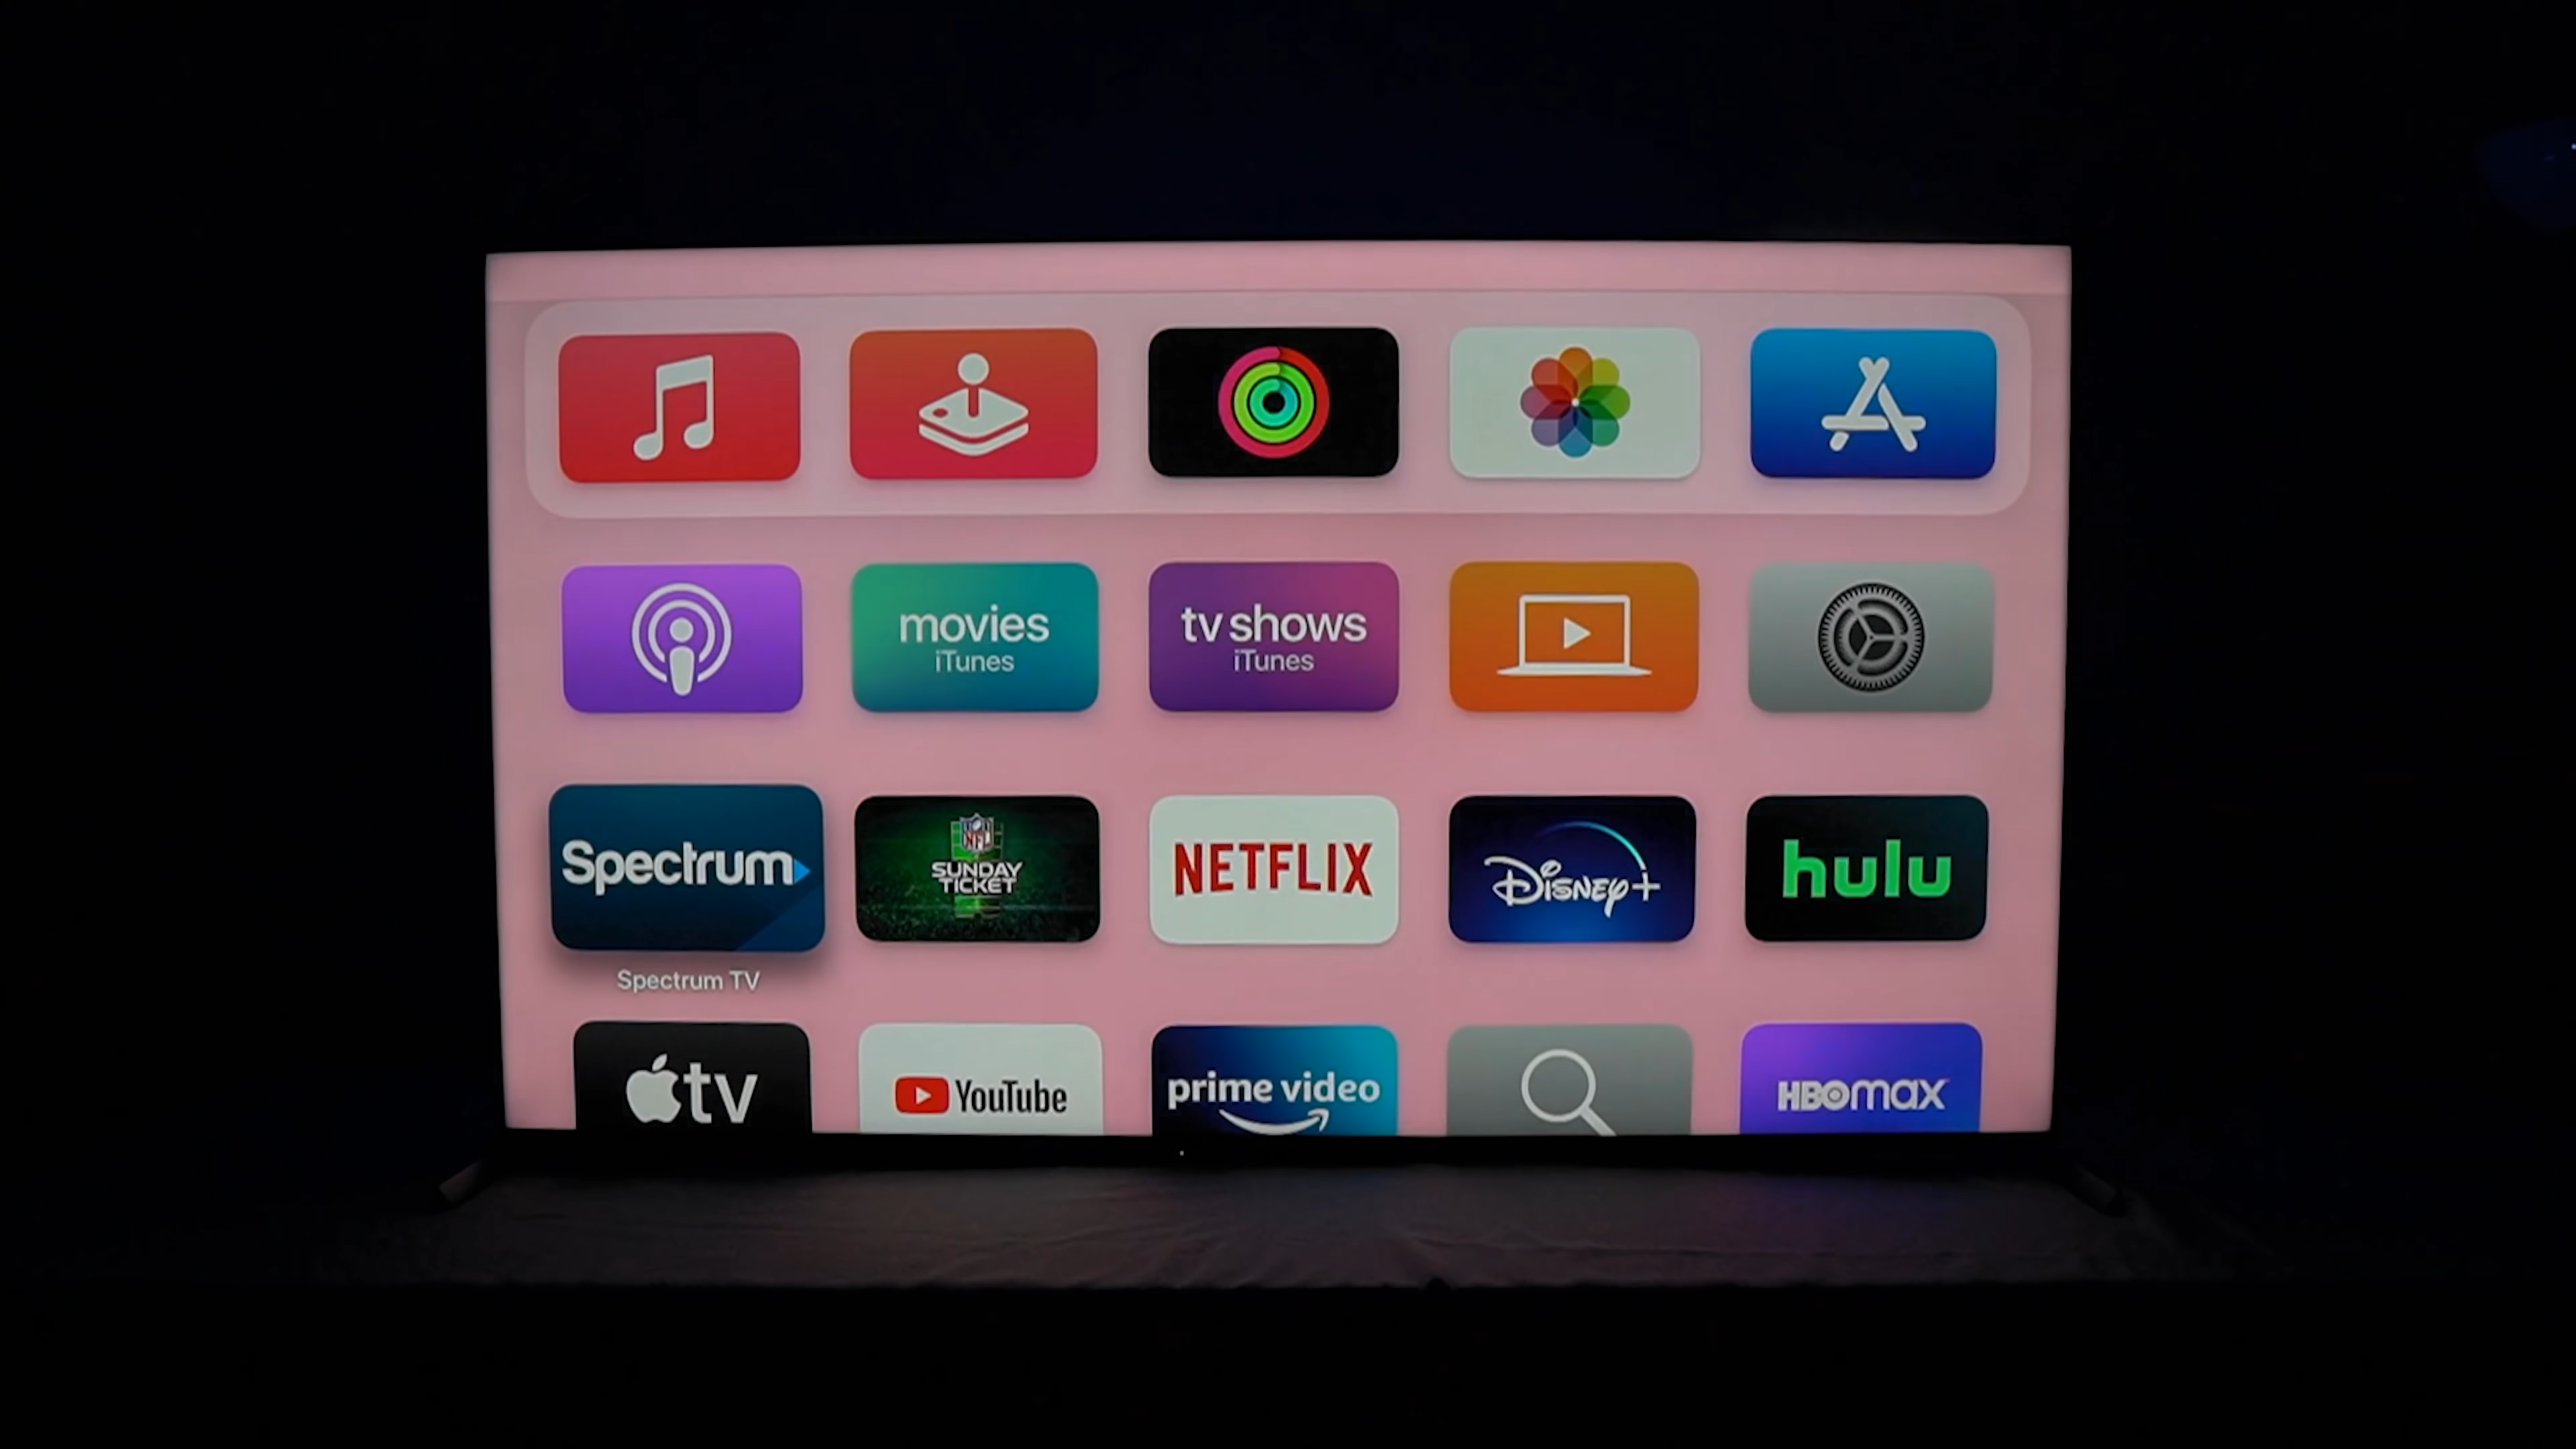 movies
iTunes
tv shows
iTunes
Spectrum
NFL
SUNDAY
TICKET
NETFLIX
Disney+
hulu
Spectrum TV
tv
YouTube
prime video
HBOmax